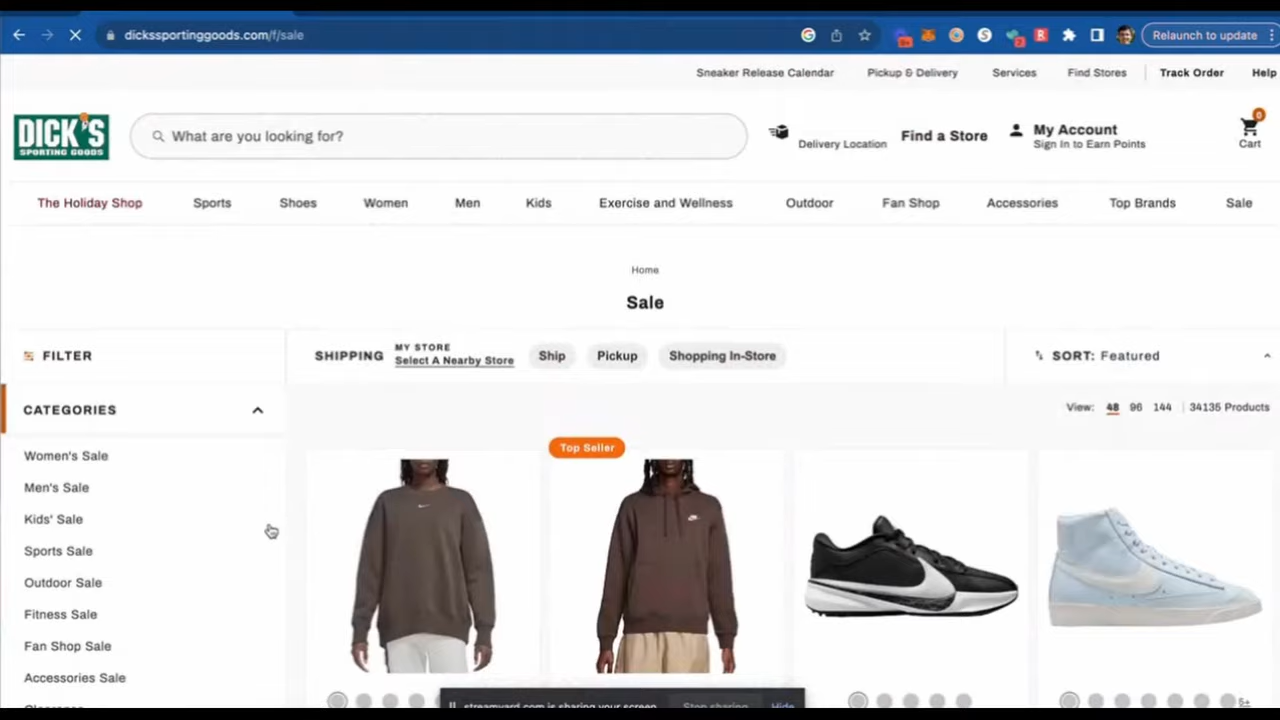 dickssportinggoods.com/f/sale
Relaunch to update
Sneaker Release Calendar
Pickup & Delivery
Services
Find Stores
Track Order
Help
DICK'S
SPORTING GOODS
What are you looking for?
Delivery Location
Find a Store
My Account
Sign In to Earn Points
0
Cart
The Holiday Shop
Sports
Shoes
Women
Men
Kids
Exercise and Wellness
Outdoor
Fan Shop
Accessories
Top Brands
Sale
Home
Sale
FILTER
SHIPPING
MY STORE
Select A Nearby Store
Ship
Pickup
Shopping In-Store
SORT: Featured
CATEGORIES
View: 48 96 144 34135 Products
Women's Sale
Men's Sale
Kids' Sale
Sports Sale
Outdoor Sale
Fitness Sale
Fan Shop Sale
Accessories Sale
Top Seller
streamyard.com is sharing your screen.
Stop sharing
Hide